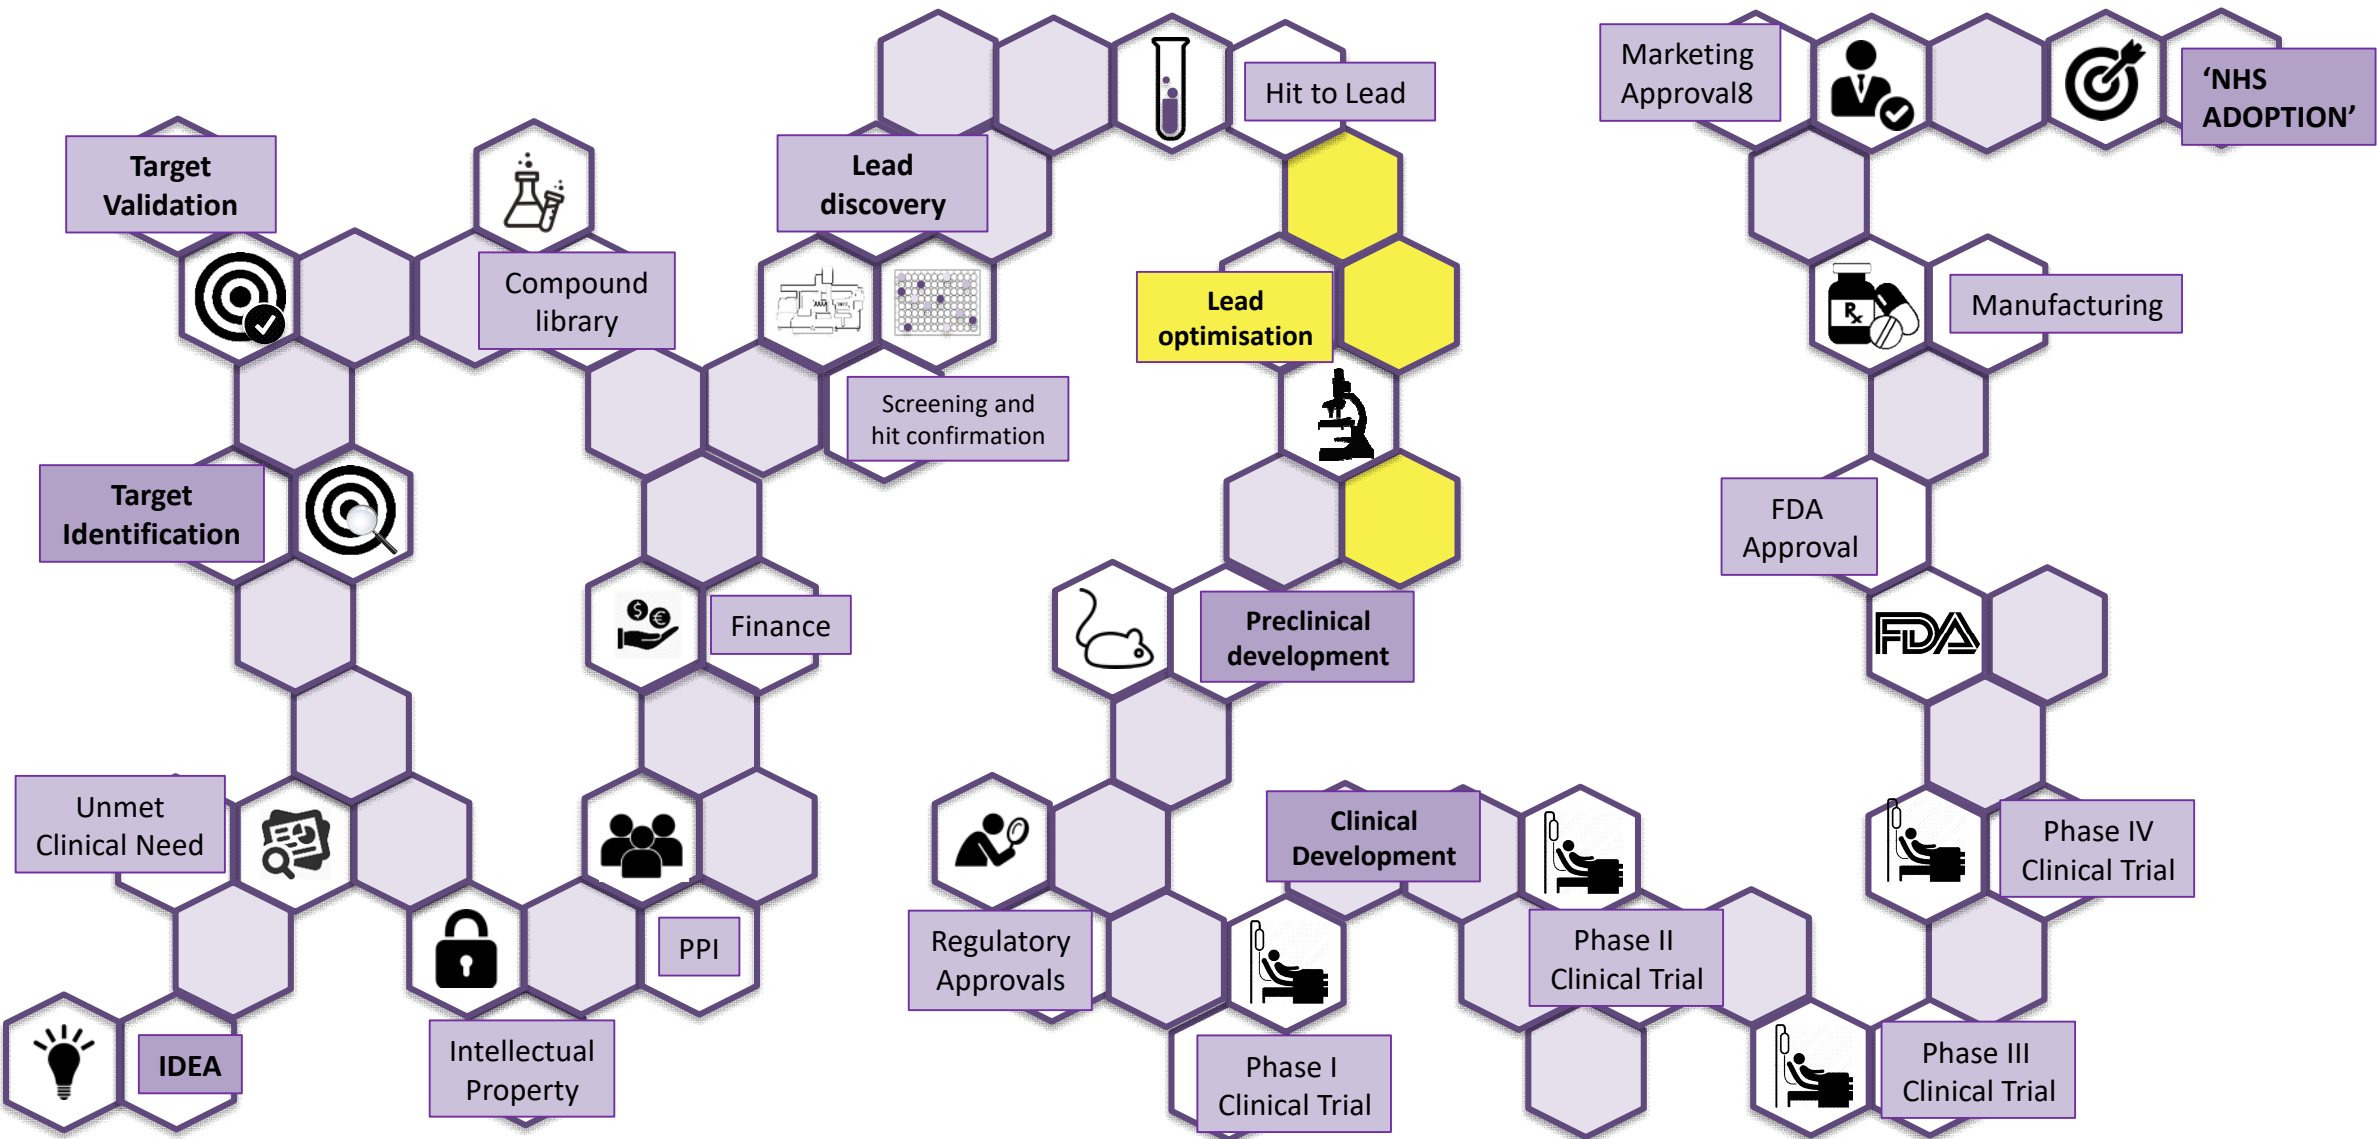 Target
Validation
Compound
library
Target
Identification
Unmet
Clinical Need
IDEA
Intellectual
Property
PPI
Finance
$ €
Lead
discovery
Screening and
hit confirmation
Hit to Lead
Lead
optimisation
Preclinical
development
Regulatory
Approvals
Clinical
Development
Phase I
Clinical Trial
Phase II
Clinical Trial
Phase III
Clinical Trial
Phase IV
Clinical Trial
FDA
FDA
Approval
Rx
Manufacturing
Marketing
Approval8
‘NHS
ADOPTION’